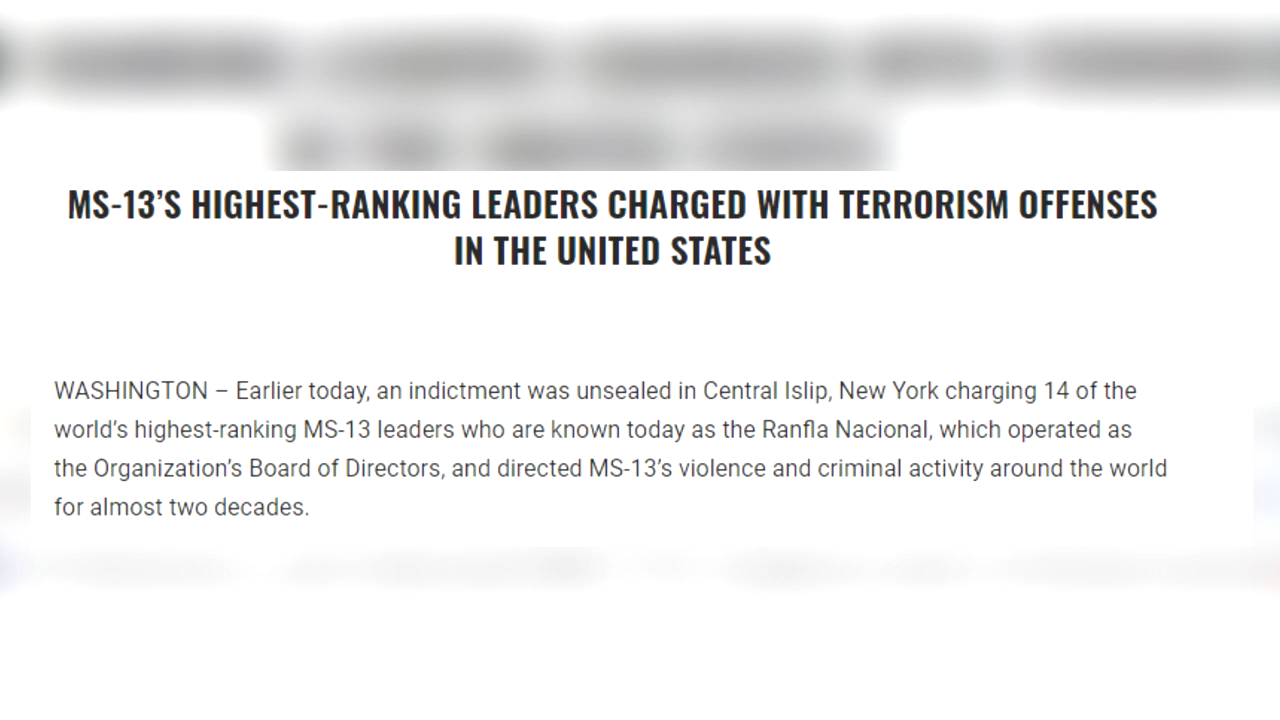 MS-13’S HIGHEST-RANKING LEADERS CHARGED WITH TERRORISM OFFENSES
IN THE UNITED STATES
WASHINGTON – Earlier today, an indictment was unsealed in Central Islip, New York charging 14 of the
world’s highest-ranking MS-13 leaders who are known today as the Ranfla Nacional, which operated as
the Organization’s Board of Directors, and directed MS-13’s violence and criminal activity around the world
for almost two decades.